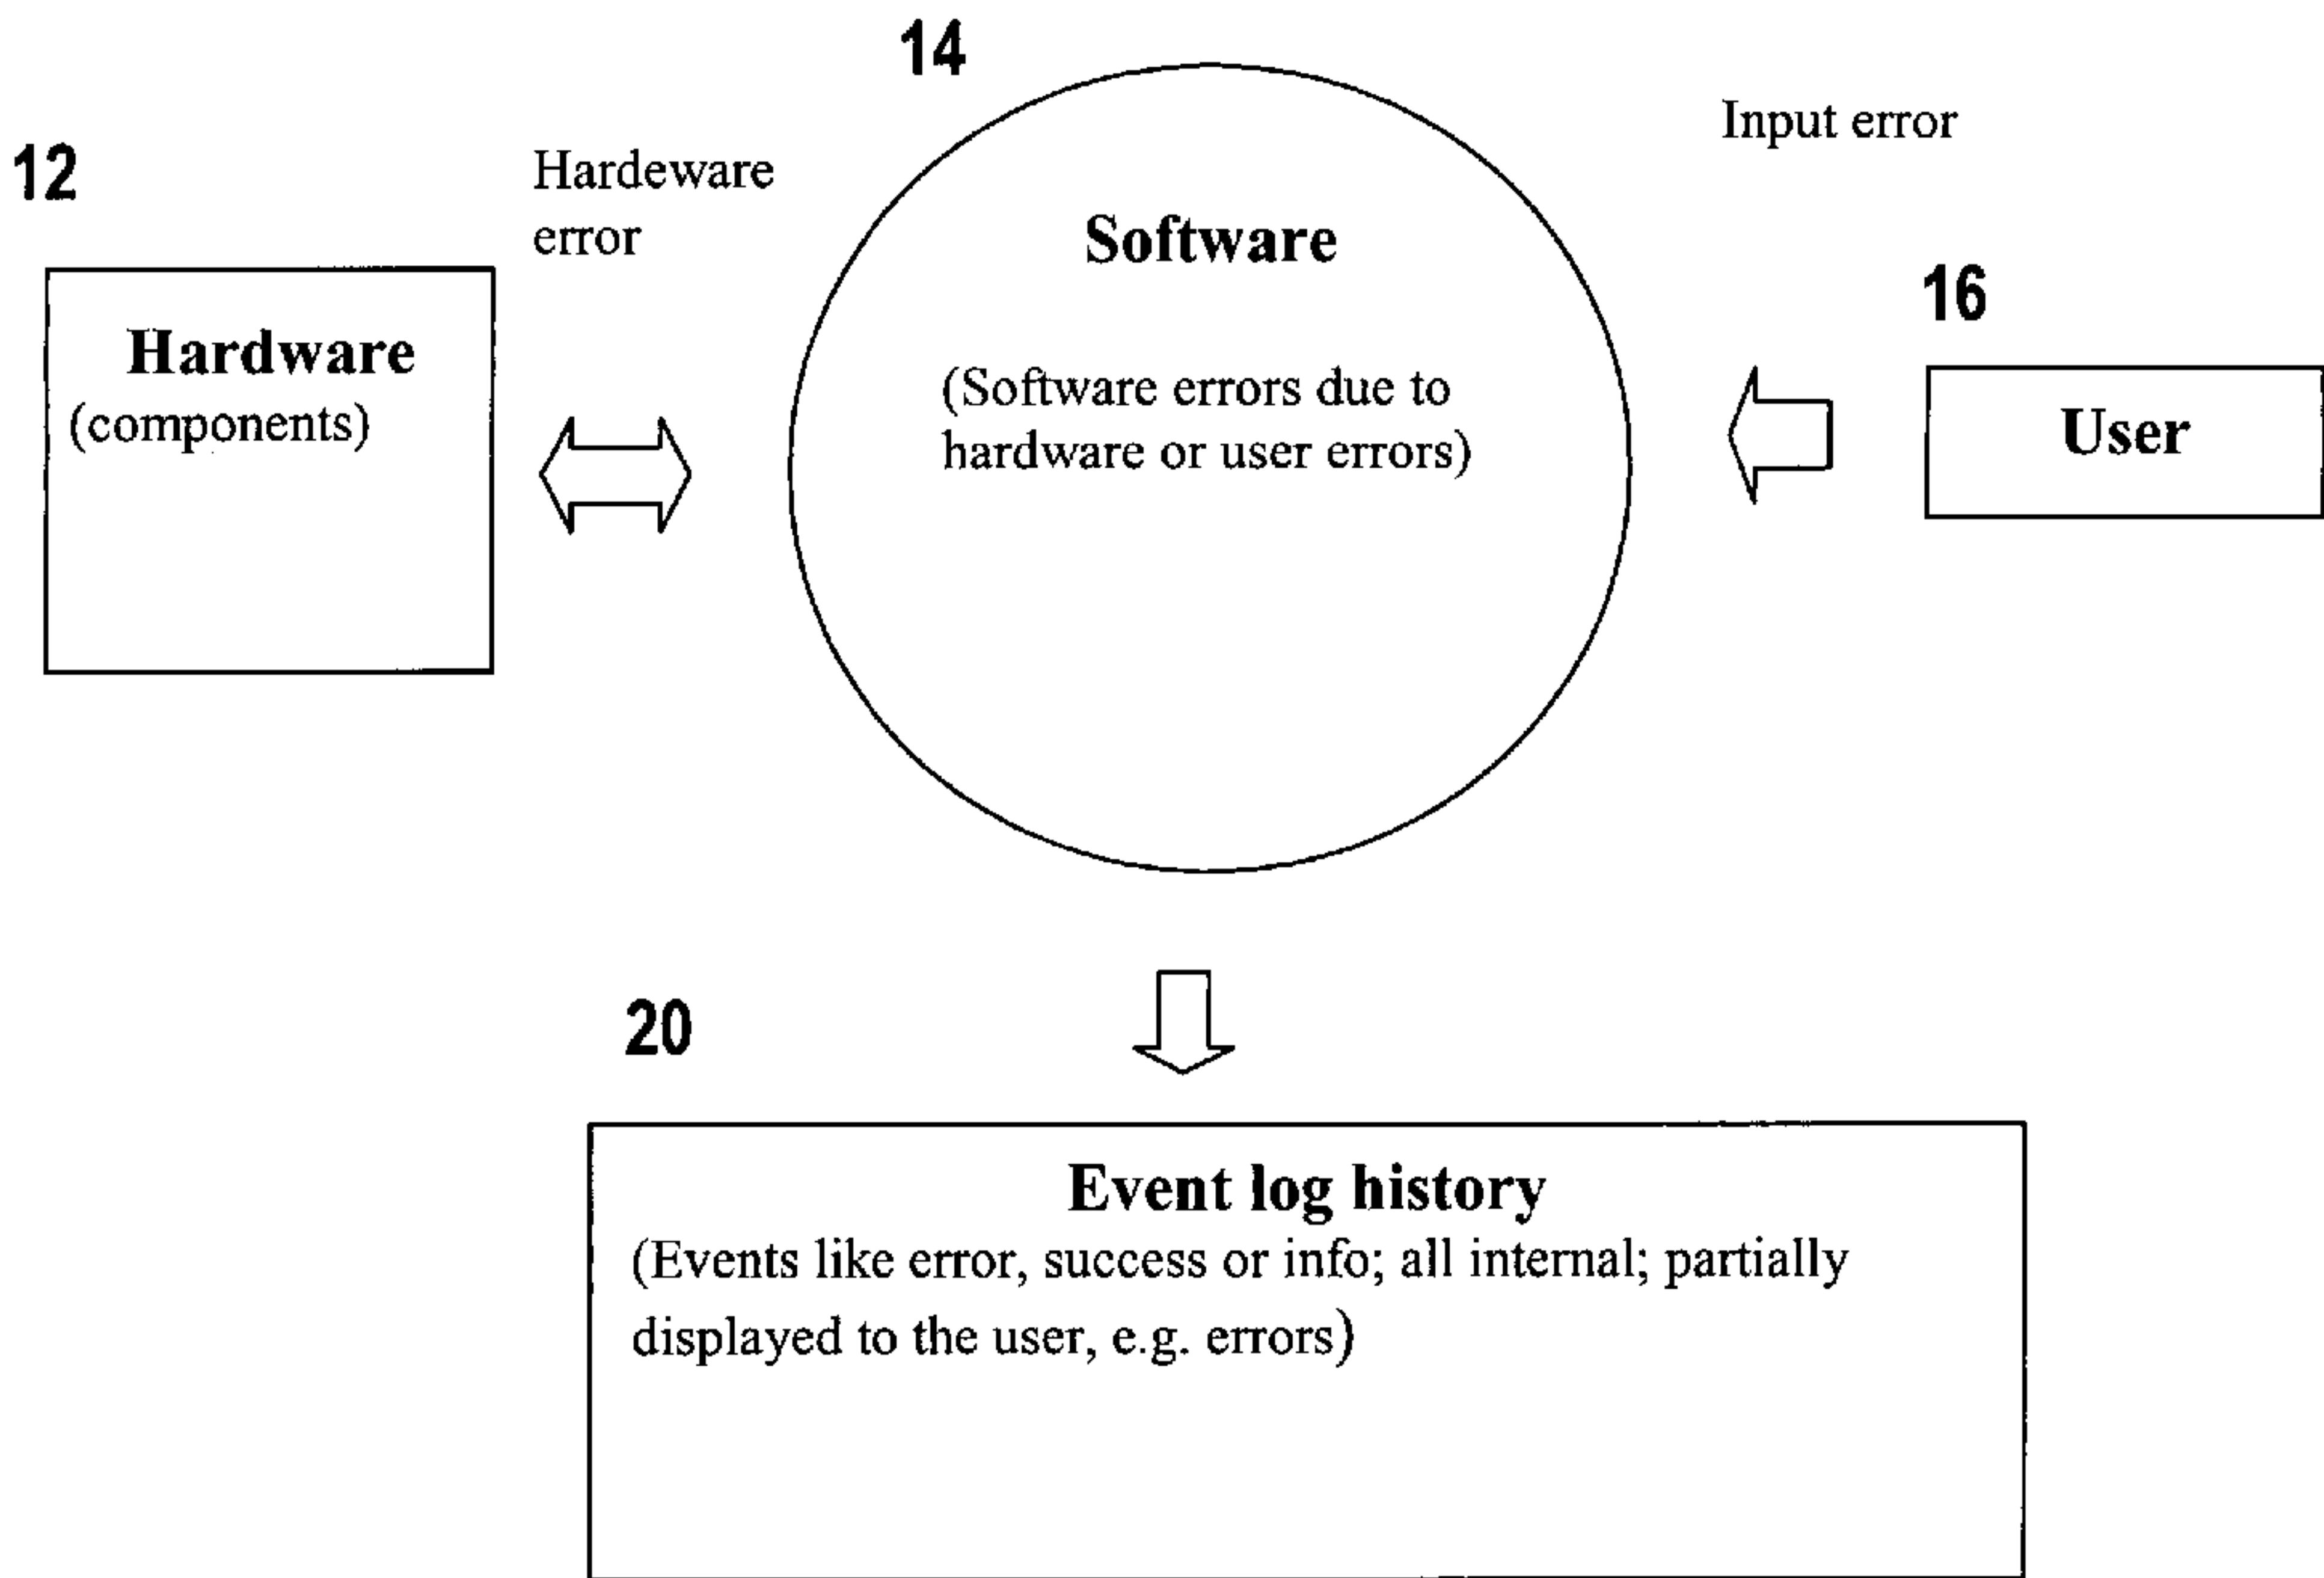 14
Input error
12
Hardeware
error
Software
16
Hardware
(components)
(Software errors due to
hardware or user errors)
User
20
Event log history
(Events like error, success or info; all internal; partially
displayed to the user, e.g. errors)